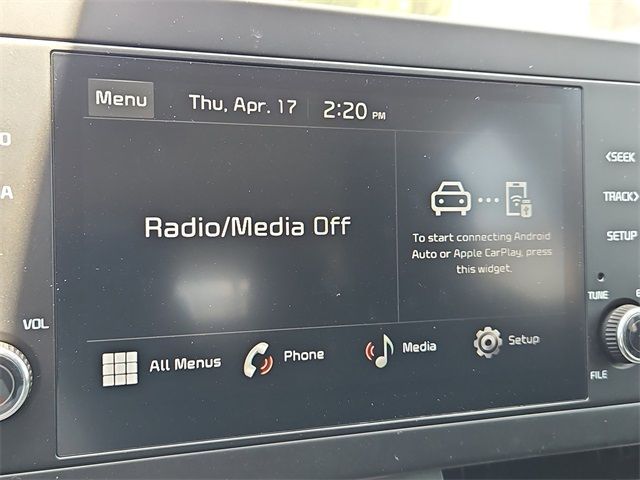 Menu
Thu, Apr. 17
2:20 PM
Radio/Media Off
To start connecting Android
Auto or Apple CarPlay, press
this widget.
All Menus
Phone
Media
Setup
VOL
<SEEK
TRACK>
SETUP
TUNE
FILE